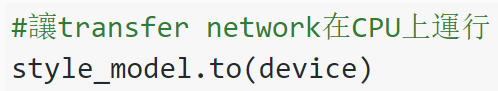 #讓transfer network在CPU上運行
style_model.to(device)